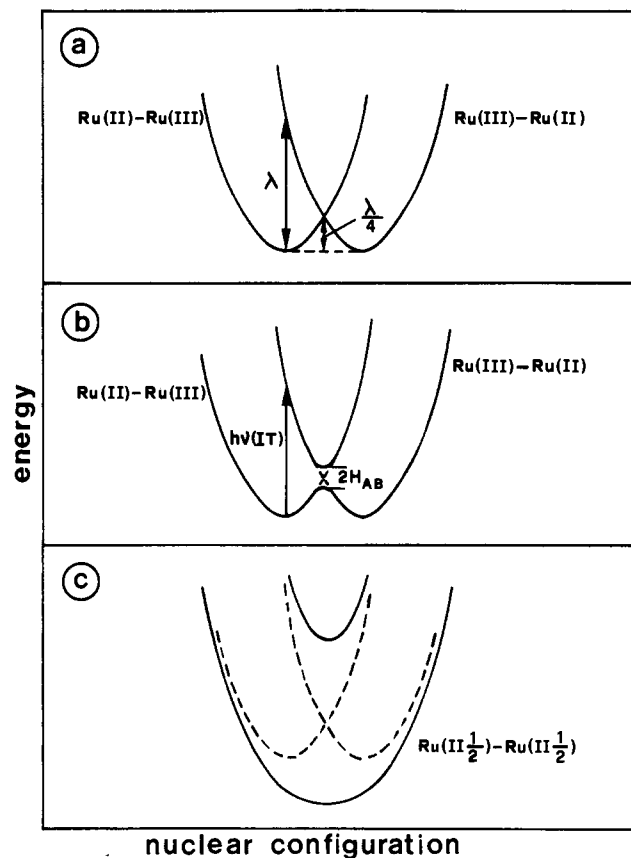 a
Ru(II)-Ru(III)
Ru(III)-Ru(II)
λ
λ/4
b
Ru(II)-Ru(III)
Ru(III)-Ru(II)
hν(IT)
2H_AB
c
Ru(II1/2)-Ru(II1/2)
energy
nuclear configuration